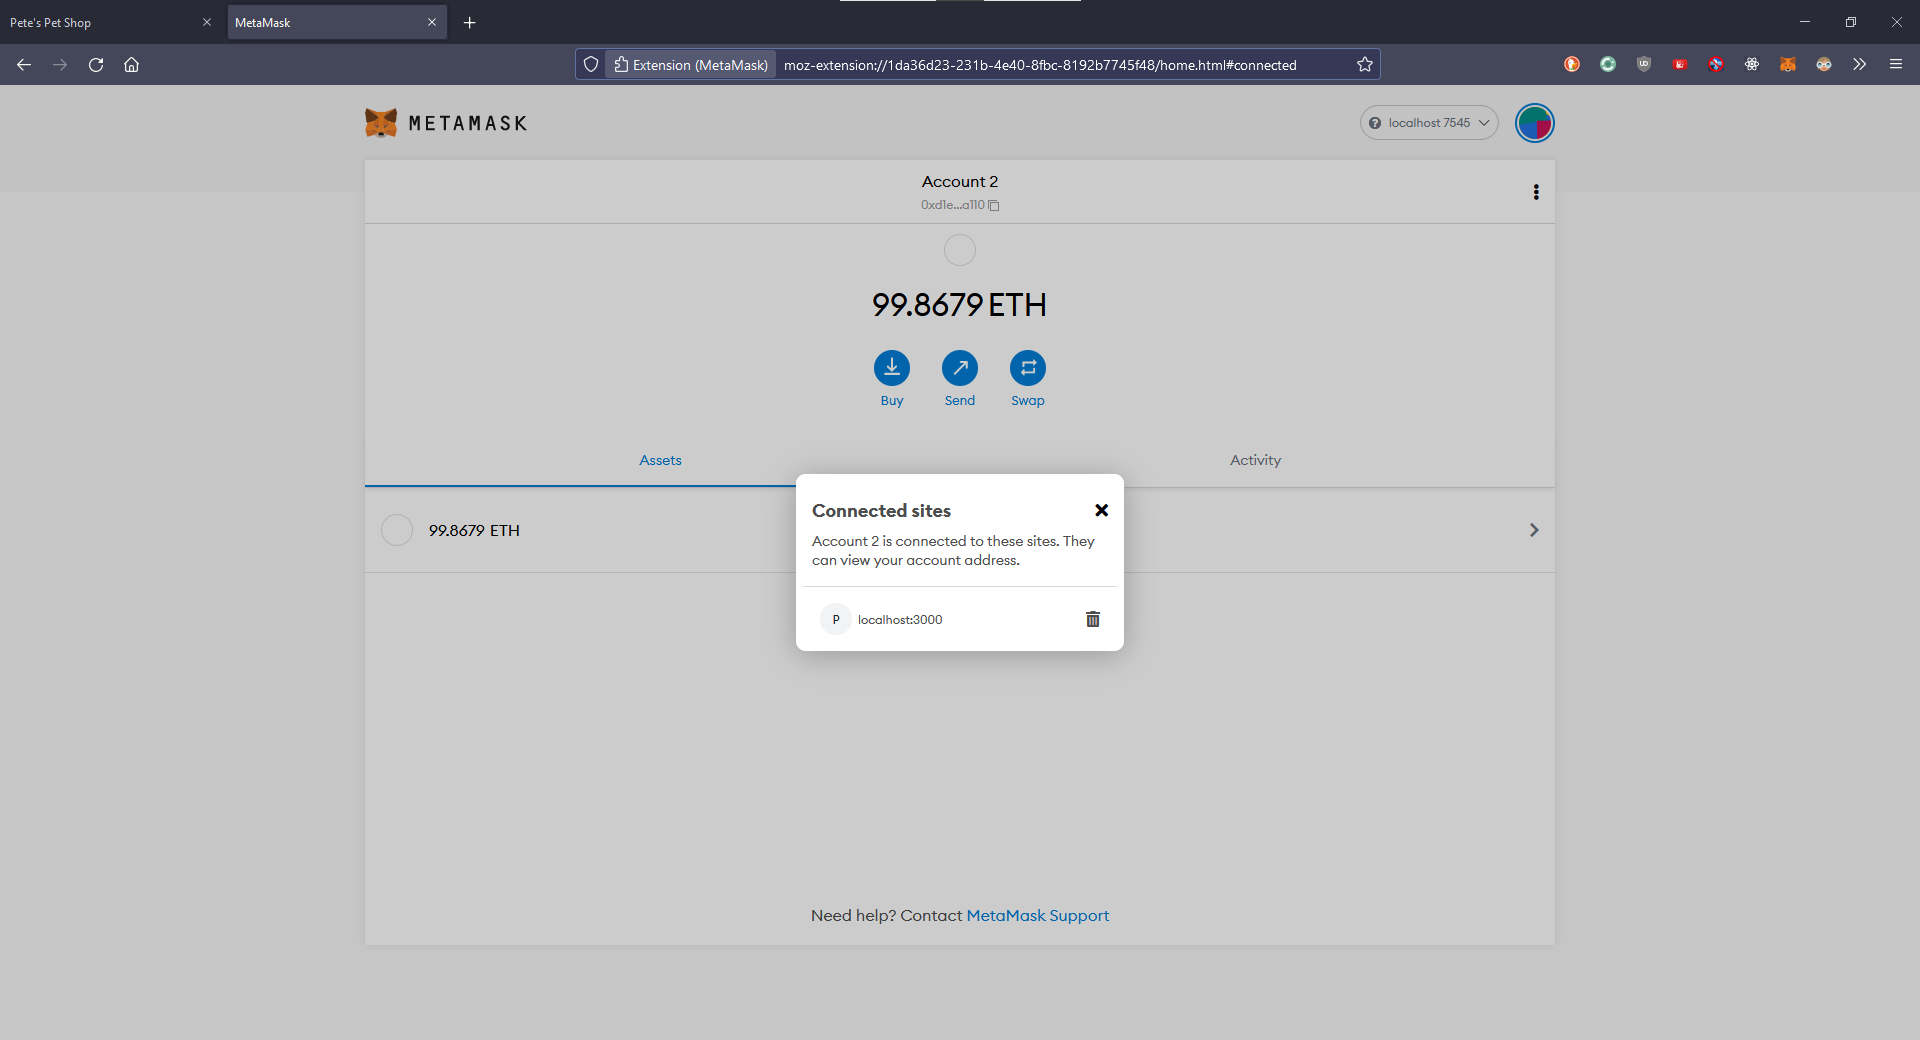 Pete's Pet Shop
MetaMask
Extension (MetaMask)
moz-extension://1da36d23-231b-4e40-8fbc-8192b7745f48/home.html#connected
METAMASK
localhost 7545
Account 2
0xd1e...a110
99.8679 ETH
Buy
Send
Swap
Assets
Activity
99.8679 ETH
Connected sites
Account 2 is connected to these sites. They
can view your account address.
P
localhost:3000
Need help? Contact MetaMask Support